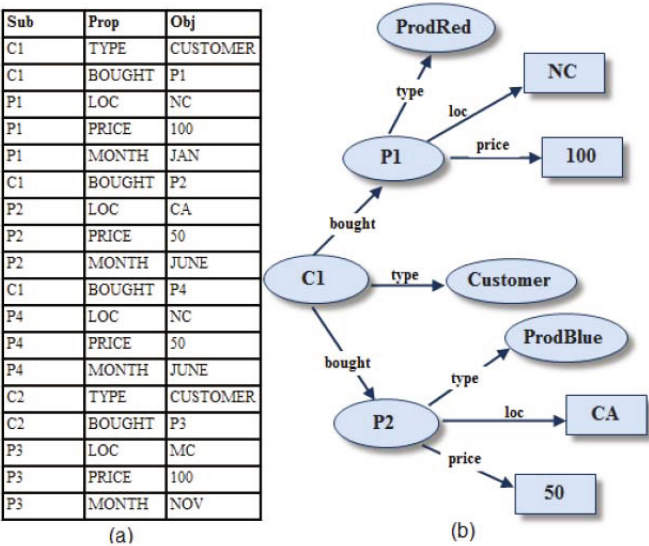 Sub Prop Obj
C1 TYPE CUSTOMER
C1 BOUGHT P1
P1 LOC NC
P1 PRICE 100
P1 MONTH JAN
C1 BOUGHT P2
P2 LOC CA
P2 PRICE 50
P2 MONTH JUNE
C1 BOUGHT P4
P4 LOC NC
P4 PRICE 50
P4 MONTH JUNE
C2 TYPE CUSTOMER
C2 BOUGHT P3
P3 LOC MC
P3 PRICE 100
P3 MONTH NOV
(a)
ProdRed
NC
type
loc
price
P1
100
bought
C1
type
Customer
bought
ProdBlue
type
P2
loc
CA
price
50
(b)